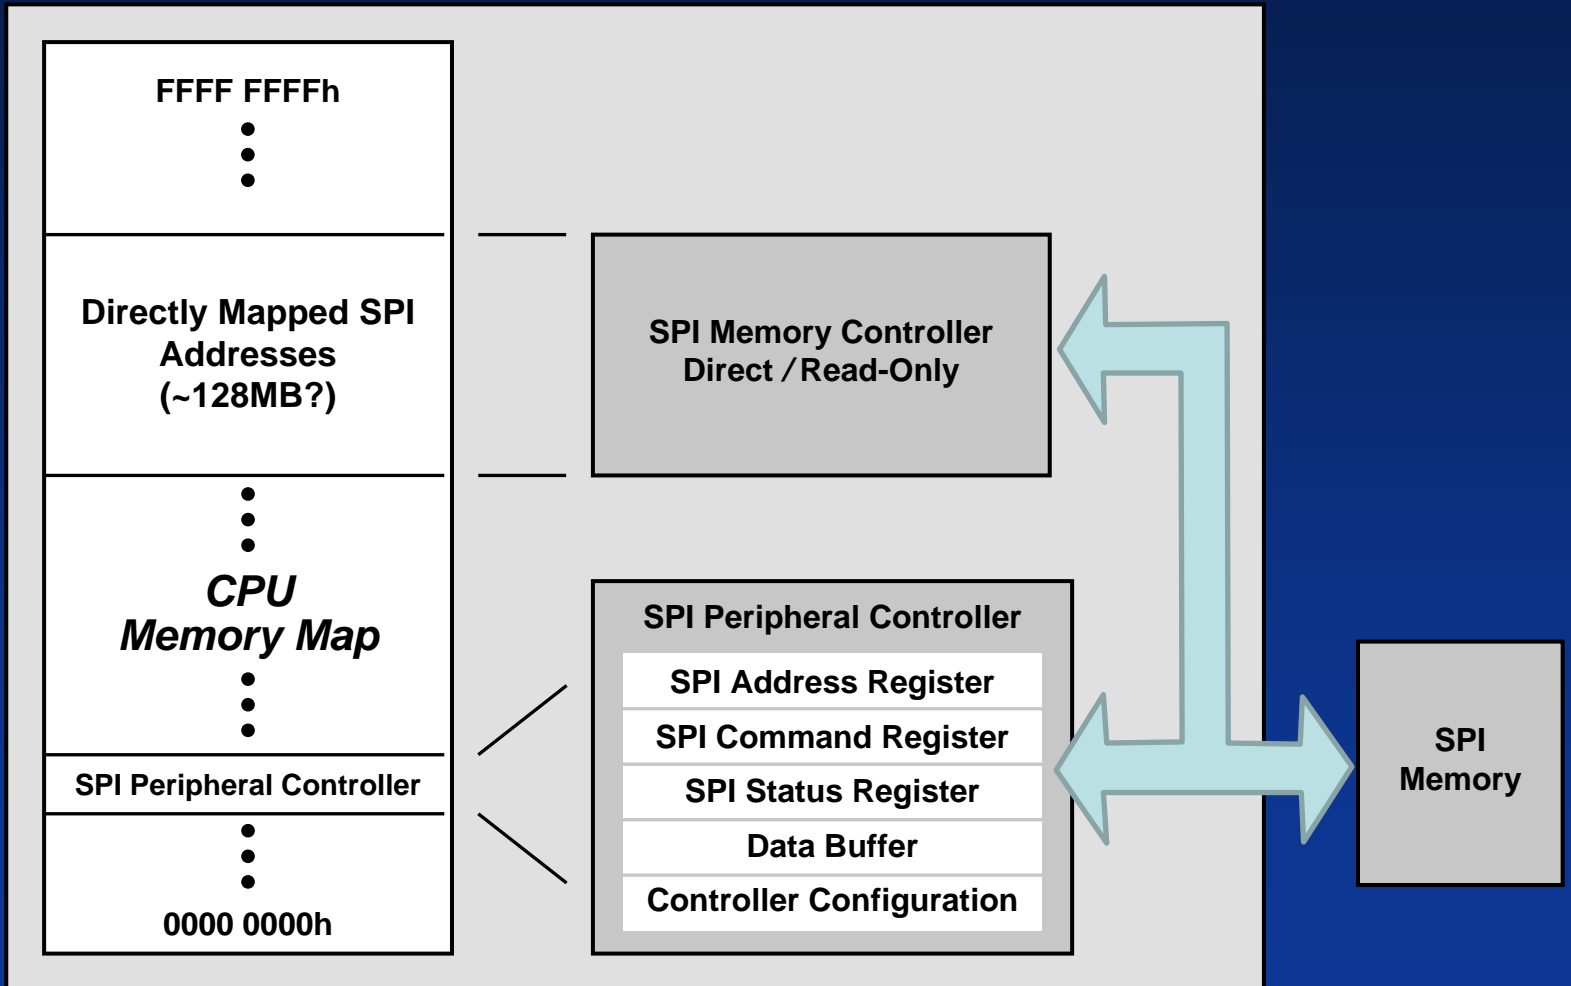 FFFF FFFFh
Directly Mapped SPI
Addresses
(~128MB?)
CPU
Memory Map
SPI Peripheral Controller
0000 0000h
SPI Memory Controller
Direct / Read-Only
SPI Peripheral Controller
SPI Address Register
SPI Command Register
SPI Status Register
Data Buffer
Controller Configuration
SPI
Memory